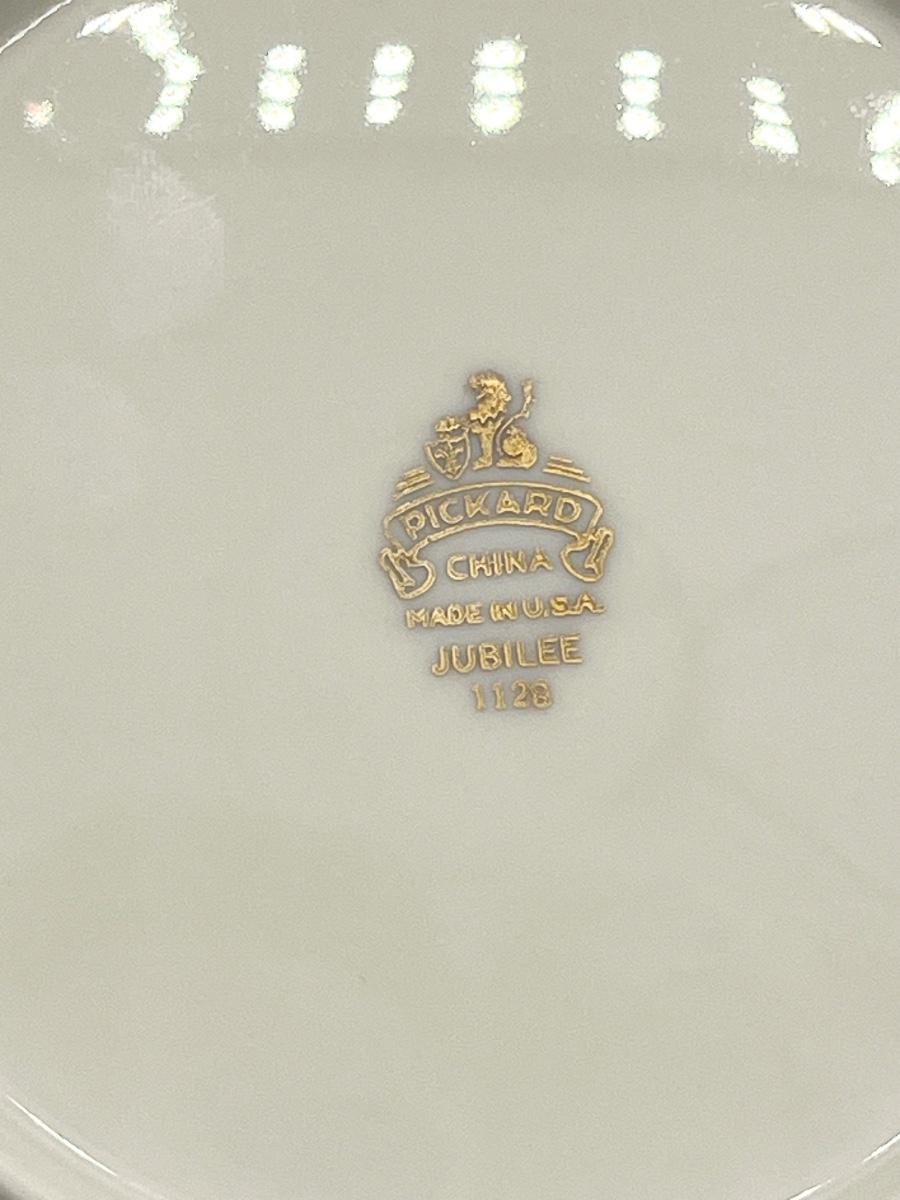 PICKARD
CHINA
MADE IN U.S.A.
JUBILEE
1128